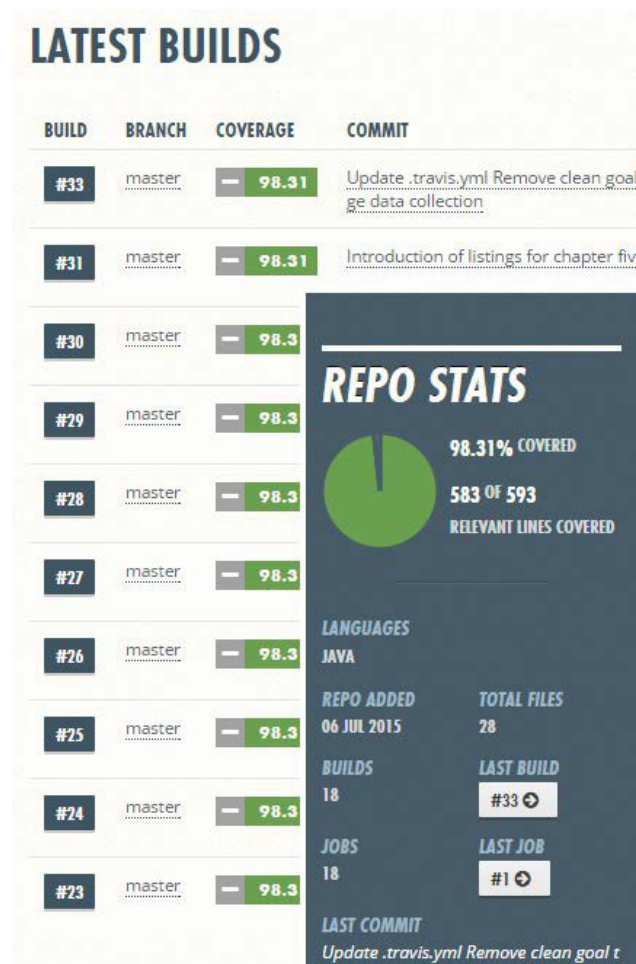 LATEST BUILDS
BUILD BRANCH COVERAGE COMMIT
#33 master 98.31 Update .travis.yml Remove clean goal
ge data collection
#31 master 98.31 Introduction of listings for chapter fiv
#30 master 98.3
#29 master 98.3
#28 master 98.3
#27 master 98.3
#26 master 98.3
#25 master 98.3
#24 master 98.3
#23 master 98.3
REPO STATS
98.31% COVERED
583 OF 593
RELEVANT LINES COVERED
LANGUAGES
JAVA
REPO ADDED TOTAL FILES
06 JUL 2015 28
BUILDS LAST BUILD
18 #33
JOBS LAST JOB
18 #1
LAST COMMIT
Update .travis.yml Remove clean goal t